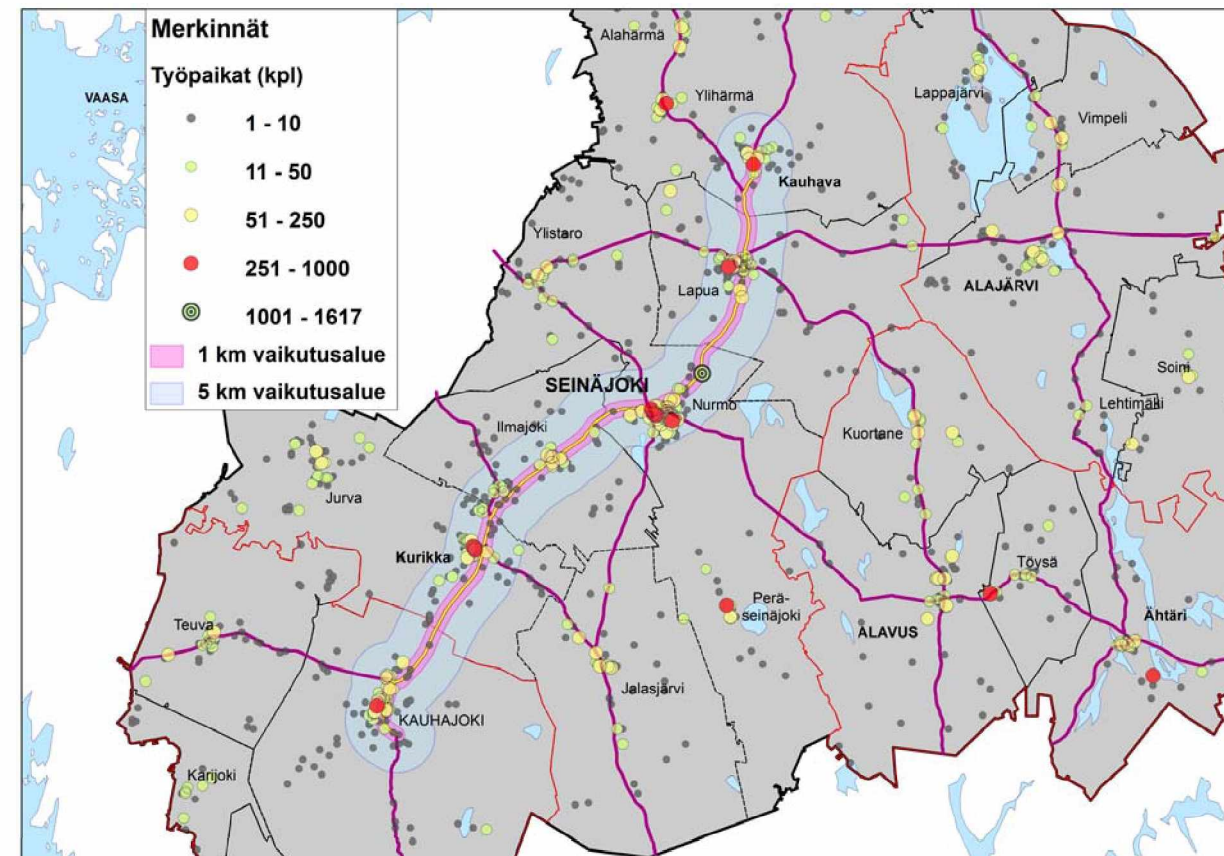 Merkinnät
Työpaikat (kpl)
1 - 10
11 - 50
51 - 250
251 - 1000
1001 - 1617
1 km vaikutusalue
5 km vaikutusalue
VAASA
Alahärmä
Ylihärmä
Lappajärvi
Vimpeli
Kauhava
Ylistaro
Lapua
ALAJÄRVI
Soini
SEINÄJOKI
Nurmo
Lehtimäki
Ilmajoki
Kuortane
Jurva
Kurikka
Töysä
Perä-
seinäjoki
Ähtäri
Teuva
ALAVUS
Jalasjärvi
KAUHAJOKI
Karijoki